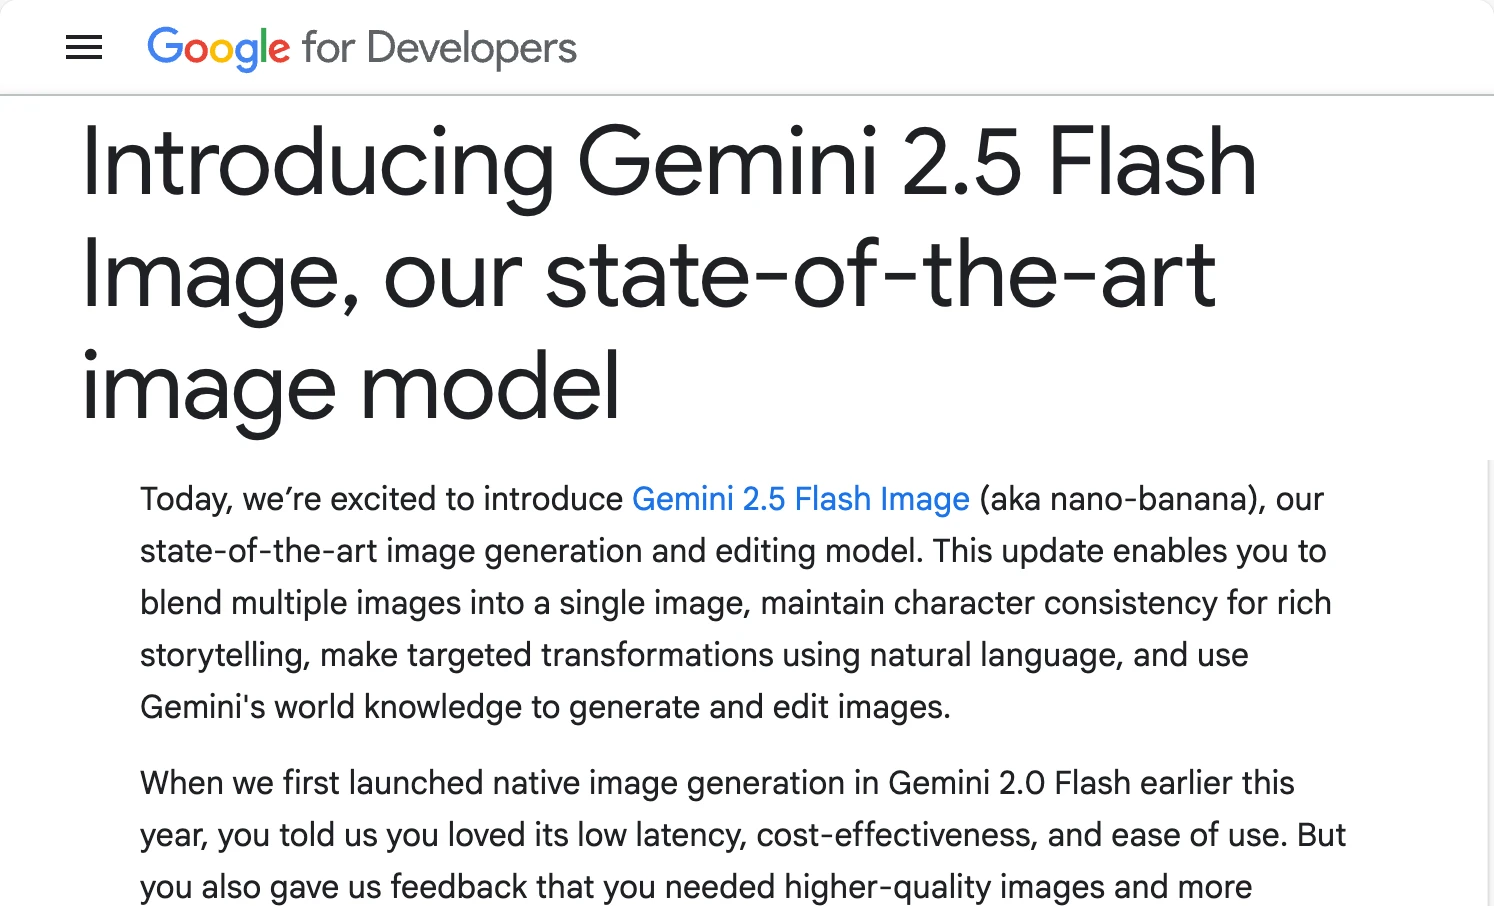 Google for Developers
Introducing Gemini 2.5 Flash
Image, our state-of-the-art
image model
Today, we’re excited to introduce Gemini 2.5 Flash Image (aka nano-banana), our
state-of-the-art image generation and editing model. This update enables you to
blend multiple images into a single image, maintain character consistency for rich
storytelling, make targeted transformations using natural language, and use
Gemini's world knowledge to generate and edit images.
When we first launched native image generation in Gemini 2.0 Flash earlier this
year, you told us you loved its low latency, cost-effectiveness, and ease of use. But
you also gave us feedback that you needed higher-quality images and more